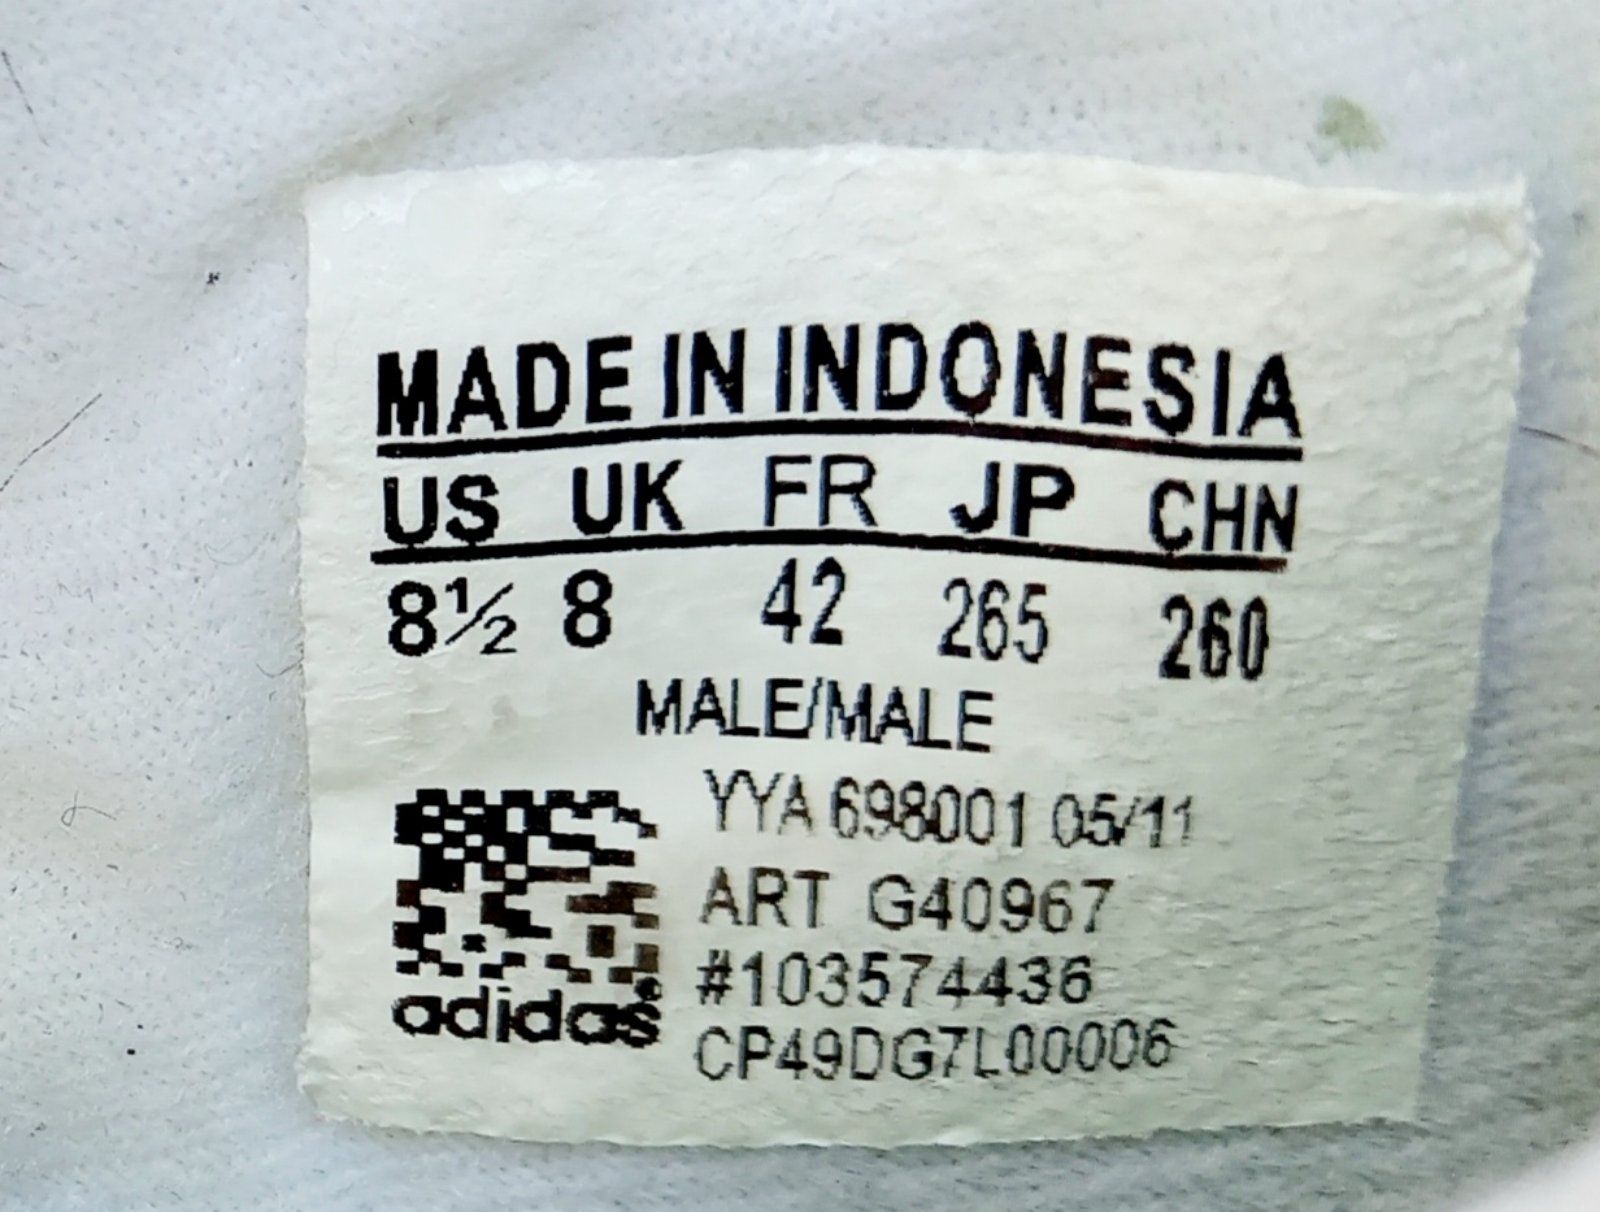 MADE IN INDONESIA
US UK FR JP CHN
8½ 8 42 265 260
MALE/MALE
YYA 698001 05/11
ART G40967
#103574436
CP49DG7L00006
adidas®